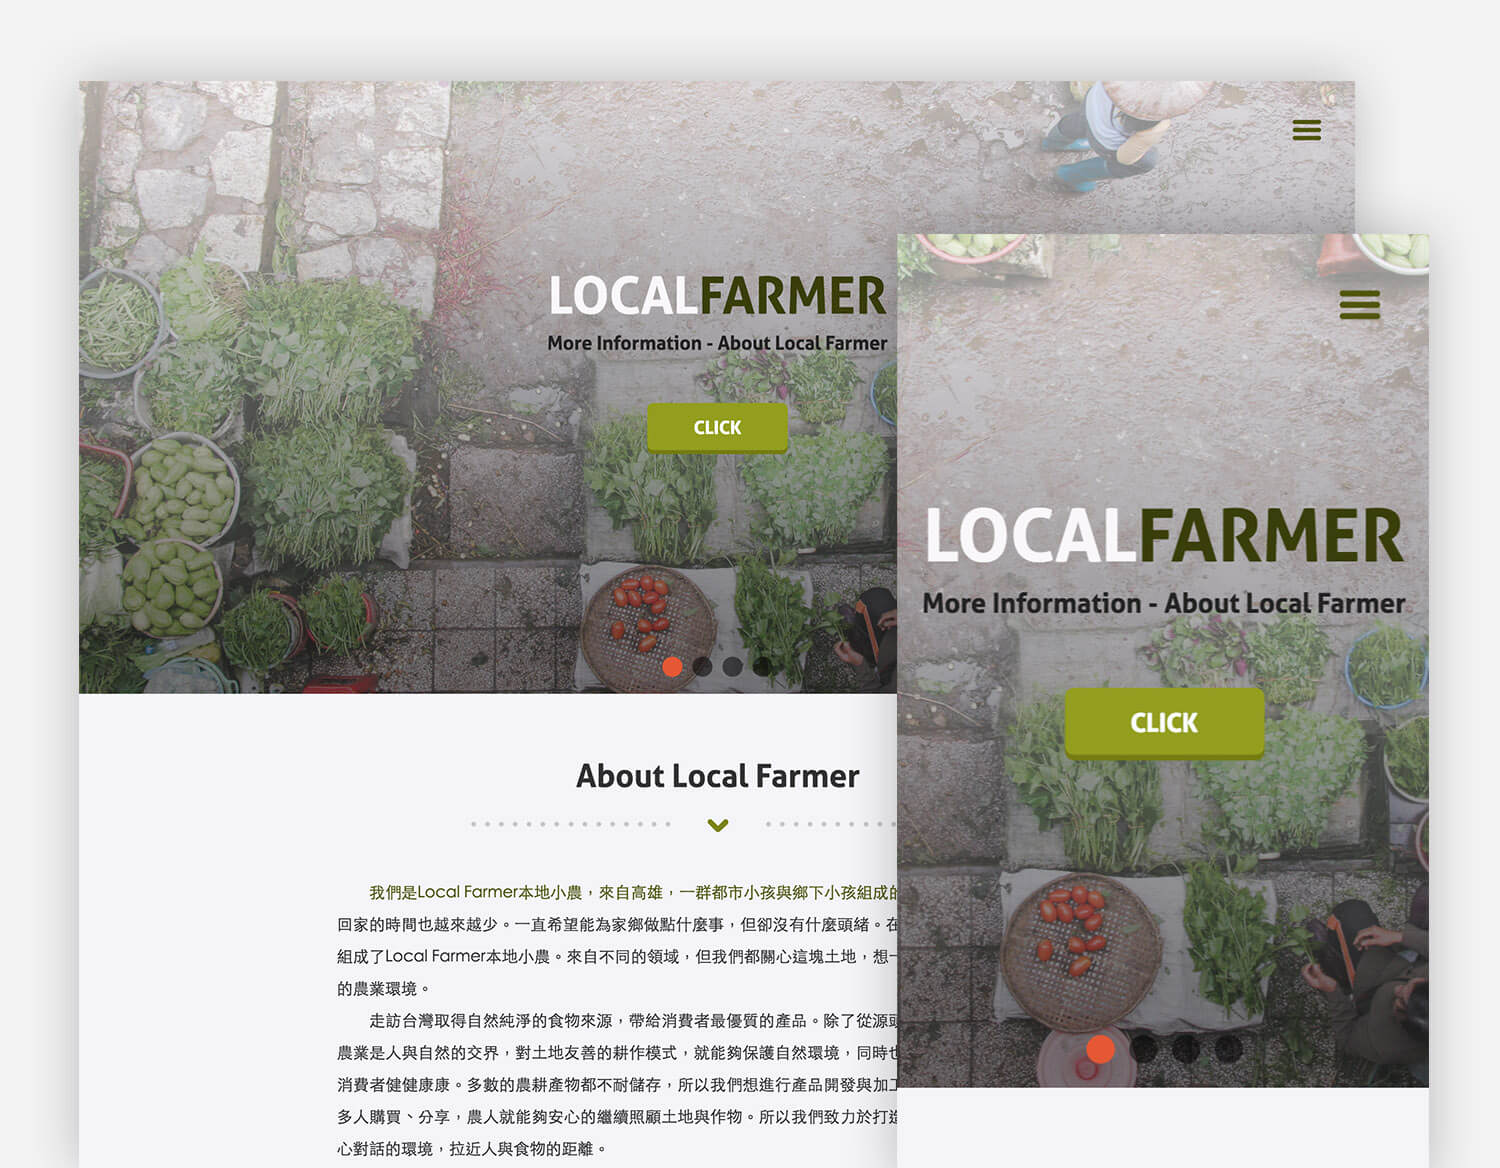 LOCALFARMER
More Information - About Local Farmer
CLICK
About Local Farmer
我們是Local Farmer本地小農，來自高雄，一群都市小孩與鄉下小孩組成的
回家的時間也越來越少。一直希望能為家鄉做點什麼事，但卻沒有什麼頭緒。在
組成了Local Farmer本地小農。來自不同的領域，但我們都關心這塊土地，想一
的農業環境。
走訪台灣取得自然純淨的食物來源，帶給消費者最優質的產品。除了從源頭
農業是人與自然的交界，對土地友善的耕作模式，就能夠保護自然環境，同時也
消費者健健康康。多數的農耕產物都不耐儲存，所以我們想進行產品開發與加工
多人購買、分享，農人就能夠安心的繼續照顧土地與作物。所以我們致力於打造
心對話的環境，拉近人與食物的距離。
LOCALFARMER
More Information - About Local Farmer
CLICK